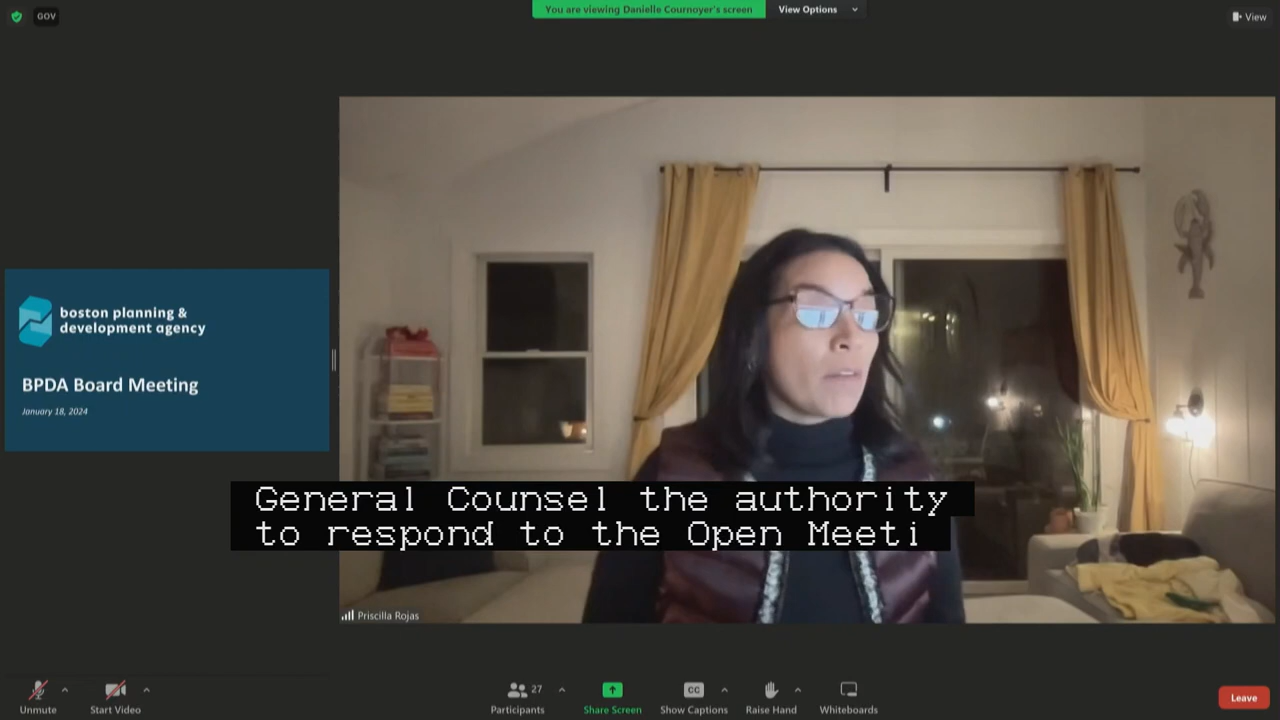 GOV
You are viewing Danielle Cournoyer's screen
View Options
View
boston planning &
development agency
BPDA Board Meeting
January 18, 2024
General Counsel the authority
to respond to the Open Meeti
Priscilla Rojas
Unmute
Start Video
27
Participants
Share Screen
CC
Show Captions
Raise Hand
Whiteboards
Leave